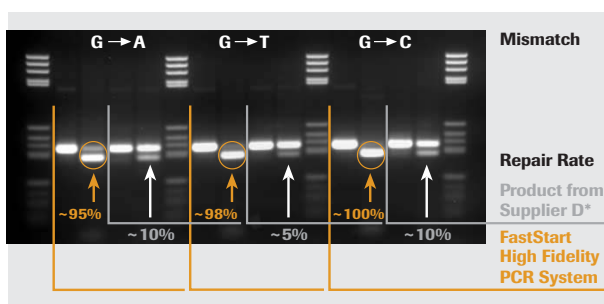 G → A G → T G → C Mismatch
Repair Rate
Product from
Supplier D*
~95% ~98% ~100%
~10% ~5% ~10%
FastStart
High Fidelity
PCR System